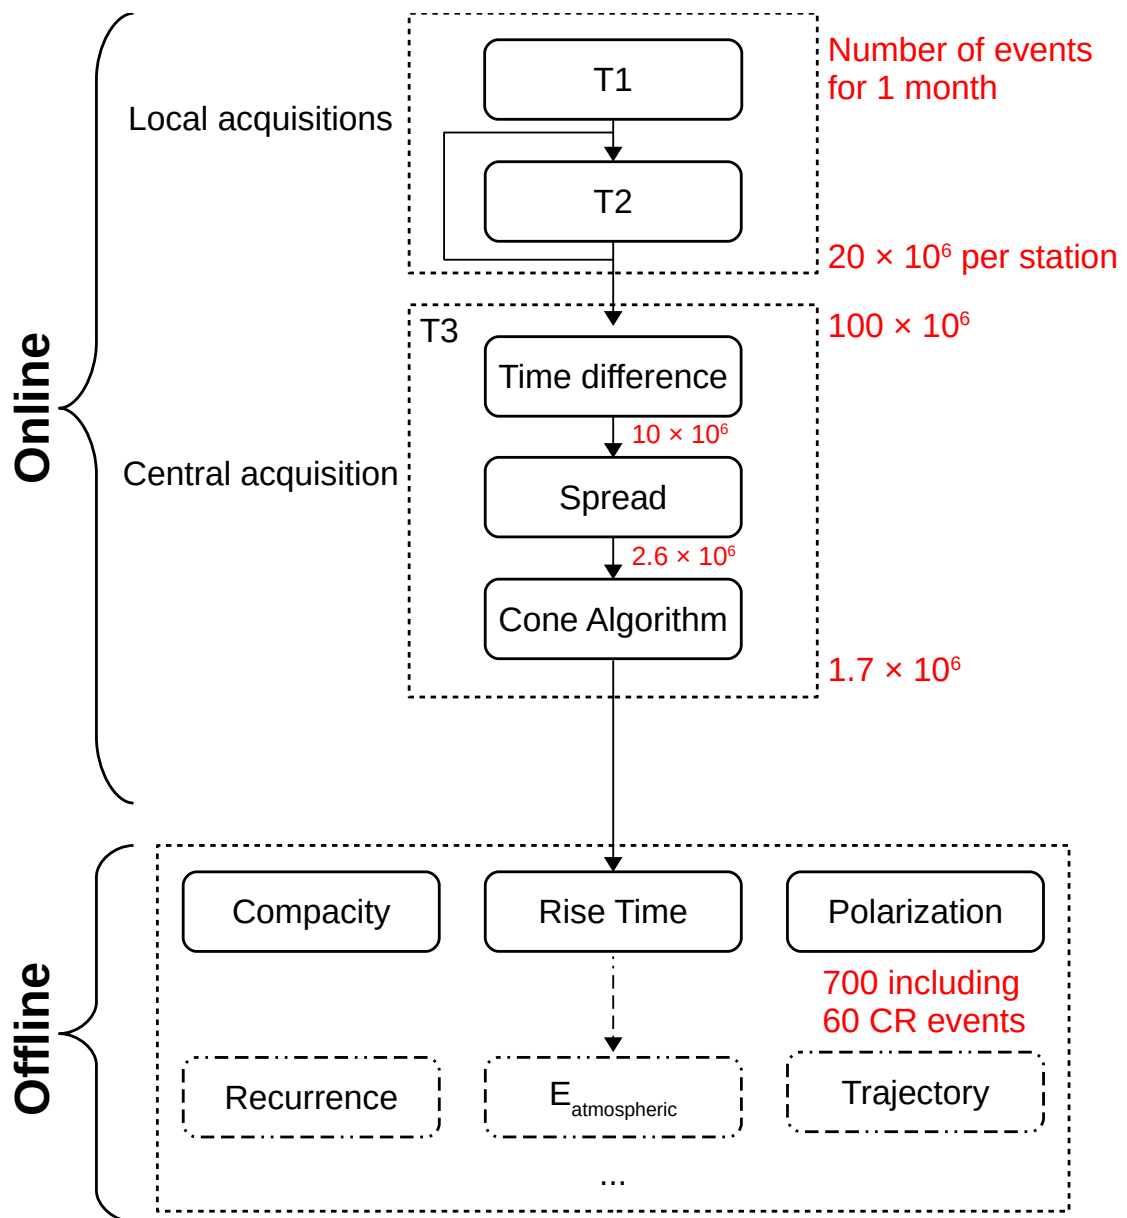 Number of events
for 1 month
T1
Local acquisitions
T2
20 × 10⁶ per station
100 × 10⁶
T3
Time difference
Online
10 × 10⁶
Central acquisition
Spread
2.6 × 10⁶
Cone Algorithm
1.7 × 10⁶
Compacity
Rise Time
Polarization
700 including
60 CR events
Offline
Recurrence
E atmospheric
Trajectory
...